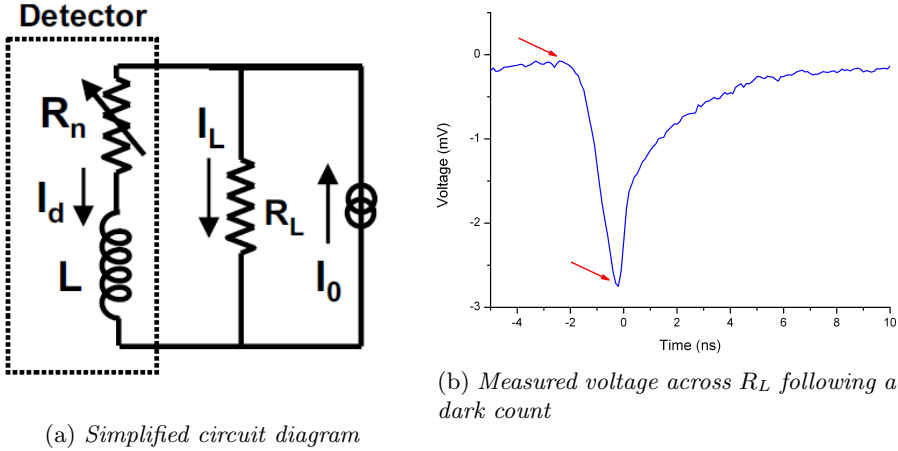 Detector
Rn
Id
L
IL
RL
I0
(a) Simplified circuit diagram
Voltage (mV)
0
-1
-2
-3
-4
-2
0
2
4
6
8
10
Time (ns)
(b) Measured voltage across RL following a
dark count